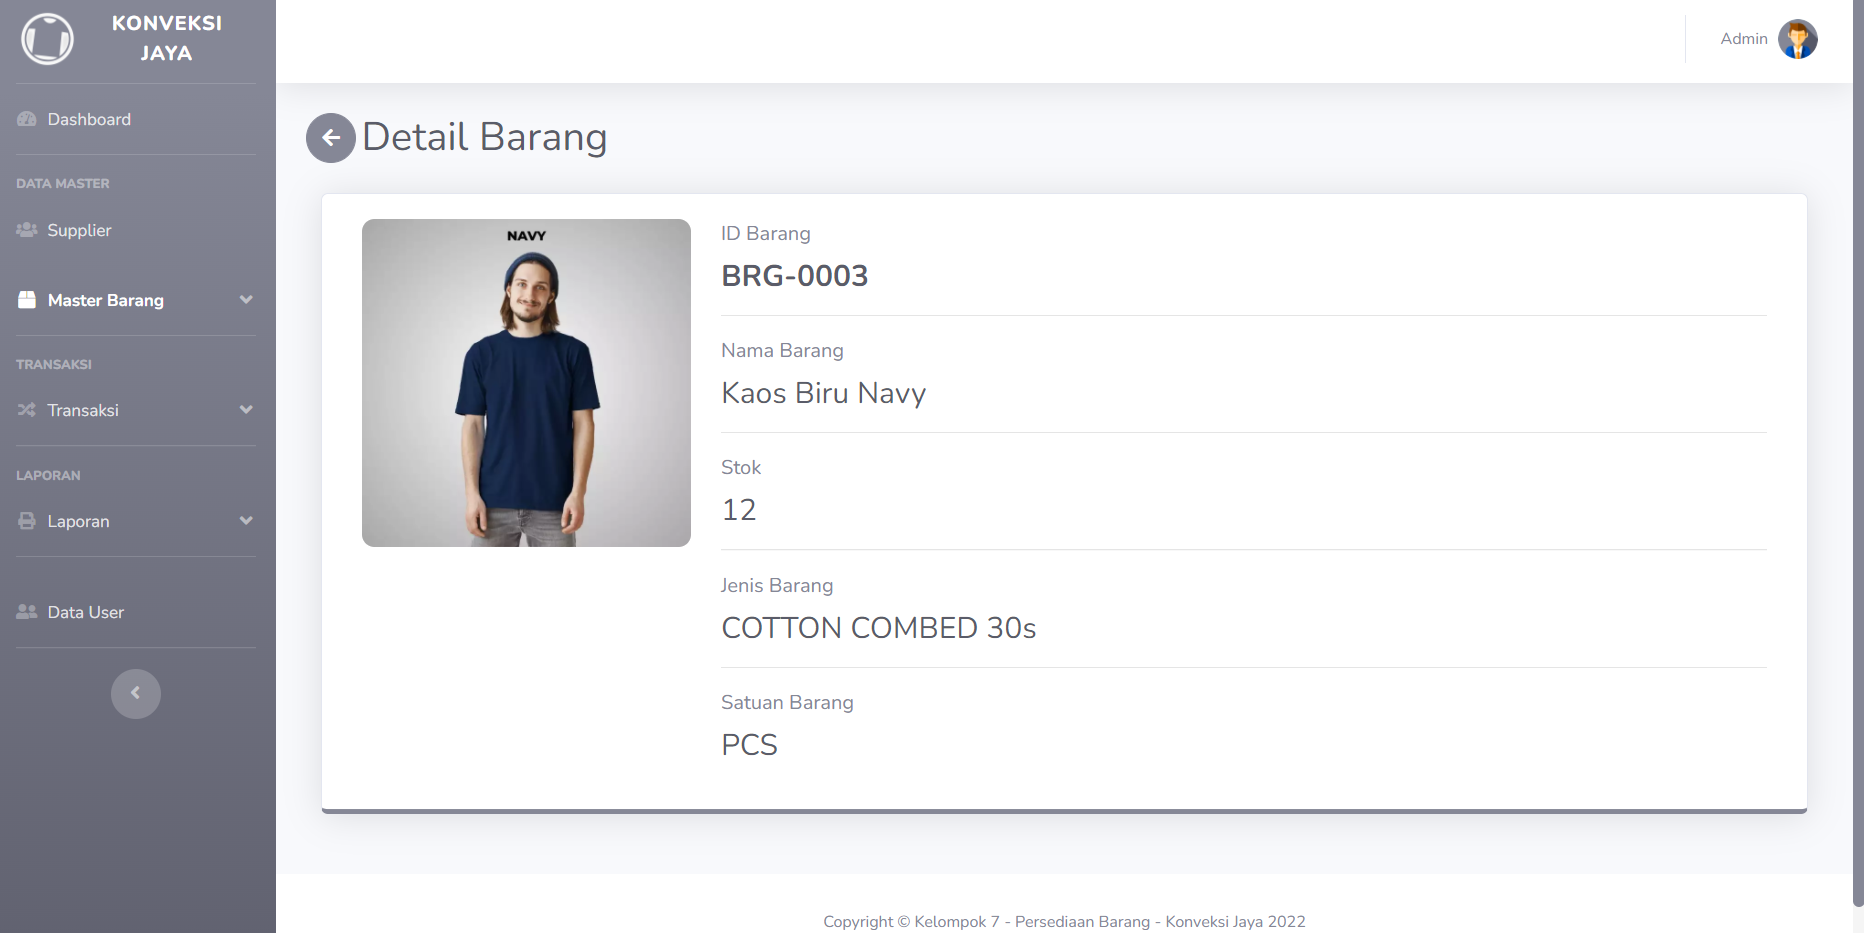 KONVEKSI
JAYA
Admin
Dashboard
DATA MASTER
Supplier
Master Barang
TRANSAKSI
Transaksi
LAPORAN
Laporan
Data User
Detail Barang
NAVY
ID Barang
BRG-0003
Nama Barang
Kaos Biru Navy
Stok
12
Jenis Barang
COTTON COMBED 30s
Satuan Barang
PCS
Copyright © Kelompok 7 - Persediaan Barang - Konveksi Jaya 2022